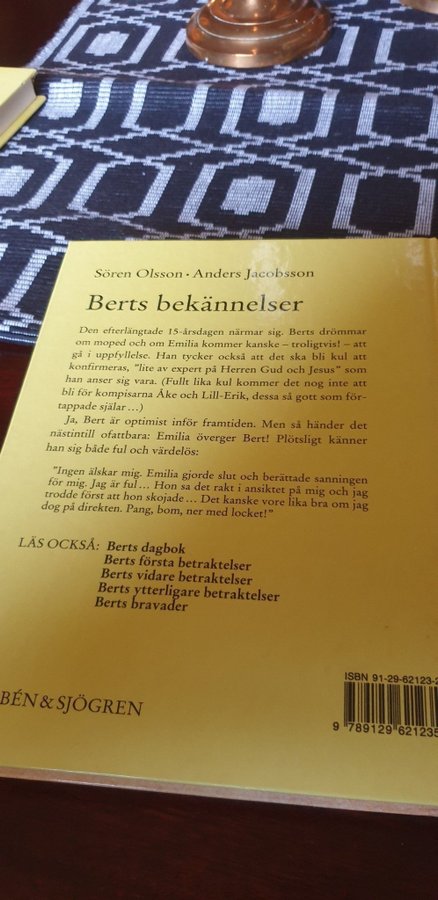 Sören Olsson · Anders Jacobsson
Berts bekännelser
Den efterlängtade 15-årsdagen närmar sig. Berts drömmar
om moped och om Emilia kommer kanske – troligtvis! – att
gå i uppfyllelse. Han tycker också att det ska bli kul att
konfirmeras, "lite av expert på Herren Gud och Jesus" som
han anser sig vara. (Fullt lika kul kommer det nog inte att
bli för kompisarna Åke och Lill-Erik, dessa så gott som för-
tappade själar ...)
Ja, Bert är optimist inför framtiden. Men så händer det
nästintill ofattbara: Emilia överger Bert! Plötsligt känner
han sig både ful och värdelös:
"Ingen älskar mig. Emilia gjorde slut och berättade sanningen
för mig. Jag är ful ... Hon sa det rakt i ansiktet på mig och jag
trodde först att hon skojade ... Det kanske vore lika bra om jag
dog på direkten. Pang, bom, ner med locket!"
LÄS OCKSÅ: Berts dagbok
Berts första betraktelser
Berts vidare betraktelser
Berts ytterligare betraktelser
Berts bravader
ISBN 91-29-62123-
BÉN & SJÖGREN
9 789129 621235